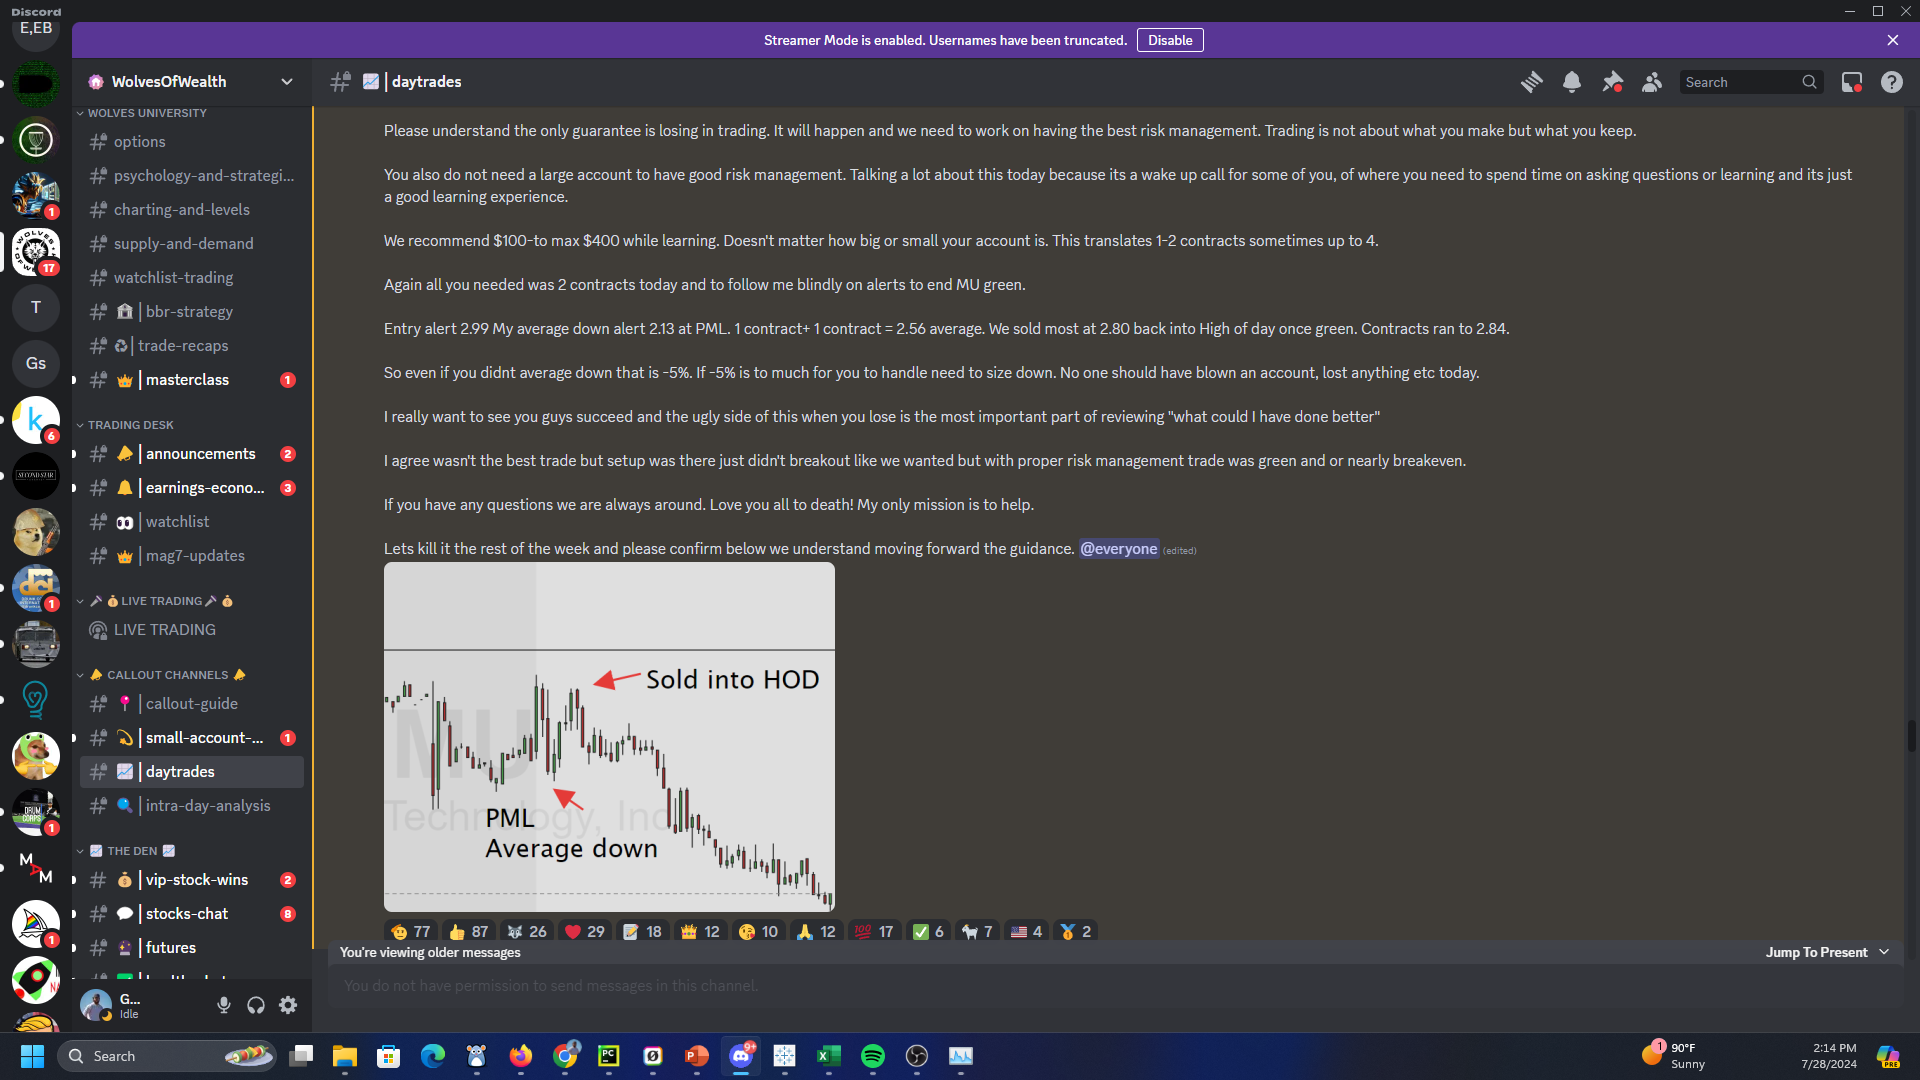 Discord
E,EB
Streamer Mode is enabled. Usernames have been truncated.
Disable
WolvesOfWealth
WOLVES UNIVERSITY
options
psychology-and-strategi...
charting-and-levels
supply-and-demand
watchlist-trading
bbr-strategy
trade-recaps
masterclass
1
TRADING DESK
announcements
2
earnings-econo...
3
watchlist
mag7-updates
LIVE TRADING
LIVE TRADING
CALLOUT CHANNELS
callout-guide
small-account-...
1
daytrades
intra-day-analysis
THE DEN
vip-stock-wins
2
stocks-chat
8
futures
1
17
T
Gs
k
6
SECOND STAR
dci
1
DRUM CORPS
1
M A M
1
G...
Idle
| daytrades
Search
Please understand the only guarantee is losing in trading. It will happen and we need to work on having the best risk management. Trading is not about what you make but what you keep.
You also do not need a large account to have good risk management. Talking a lot about this today because its a wake up call for some of you, of where you need to spend time on asking questions or learning and its just
a good learning experience.
We recommend $100-to max $400 while learning. Doesn't matter how big or small your account is. This translates 1-2 contracts sometimes up to 4.
Again all you needed was 2 contracts today and to follow me blindly on alerts to end MU green.
Entry alert 2.99 My average down alert 2.13 at PML. 1 contract+ 1 contract = 2.56 average. We sold most at 2.80 back into High of day once green. Contracts ran to 2.84.
So even if you didnt average down that is -5%. If -5% is to much for you to handle need to size down. No one should have blown an account, lost anything etc today.
I really want to see you guys succeed and the ugly side of this when you lose is the most important part of reviewing "what could I have done better"
I agree wasn't the best trade but setup was there just didn't breakout like we wanted but with proper risk management trade was green and or nearly breakeven.
If you have any questions we are always around. Love you all to death! My only mission is to help.
Lets kill it the rest of the week and please confirm below we understand moving forward the guidance. @everyone (edited)
Sold into HOD
MU
Technology, Inc
PML
Average down
77 87 26 29 18 12 10 12 100 17 6 7 4 2
You're viewing older messages
Jump To Present
You do not have permission to send messages in this channel.
Search
PC
9+
1
90°F
Sunny
2:14 PM
7/28/2024
PRE